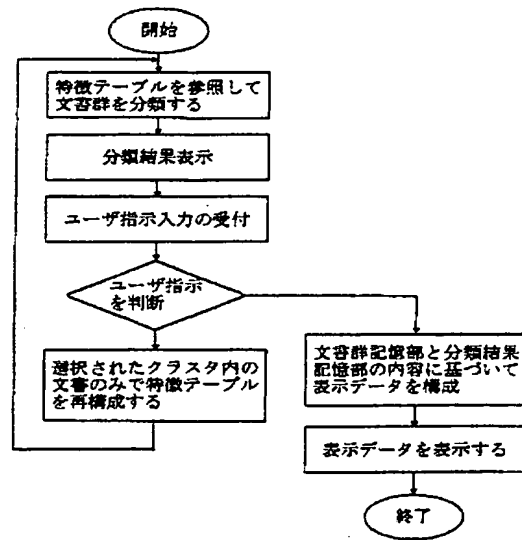 開始
特徴テーブルを参照して
文書群を分類する
分類結果表示
ユーザ指示入力の受付
ユーザ指示
を判断
選択されたクラスタ内の
文書のみで特徴テーブル
を再構成する
文書群記憶部と分類結果
記憶部の内容に基づいて
表示データを構成
表示データを表示する
終了